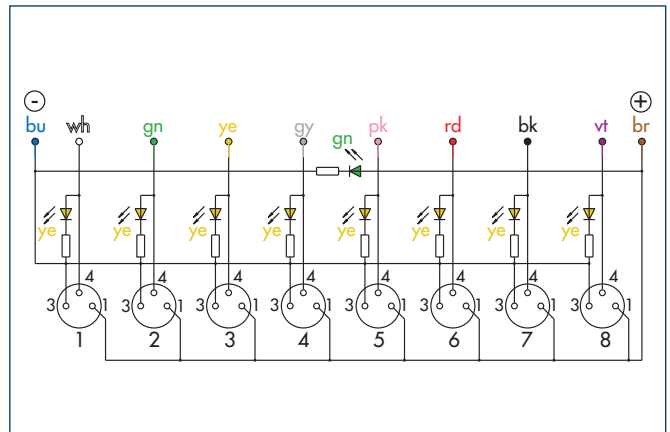 - +
bu wh gn ye gy pk rd bk vt br
gn
ye ye ye ye ye ye ye ye
4 4 4 4 4 4 4 4
3 1 3 1 3 1 3 1 3 1 3 1 3 1 3 1
1 2 3 4 5 6 7 8